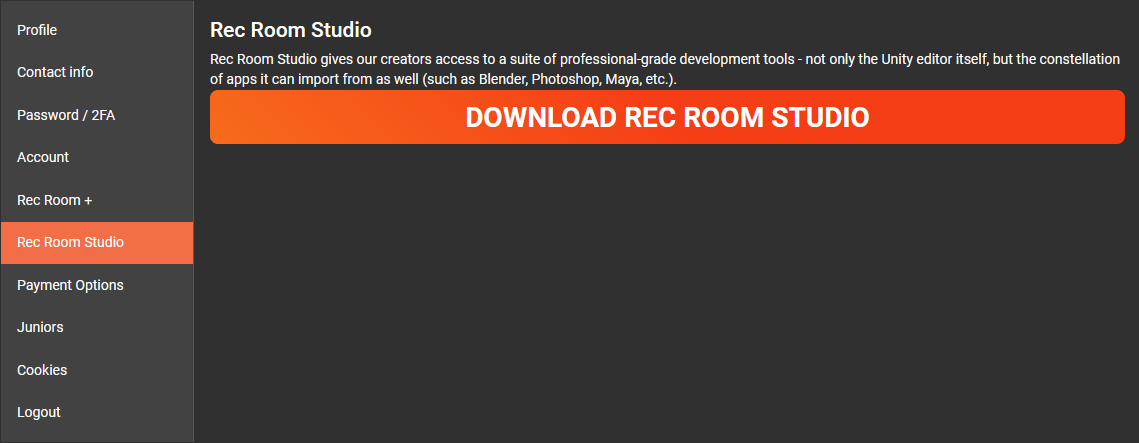 Profile
Contact info
Password / 2FA
Account
Rec Room +
Rec Room Studio
Payment Options
Juniors
Cookies
Logout
Rec Room Studio
Rec Room Studio gives our creators access to a suite of professional-grade development tools - not only the Unity editor itself, but the constellation
of apps it can import from as well (such as Blender, Photoshop, Maya, etc.).
DOWNLOAD REC ROOM STUDIO